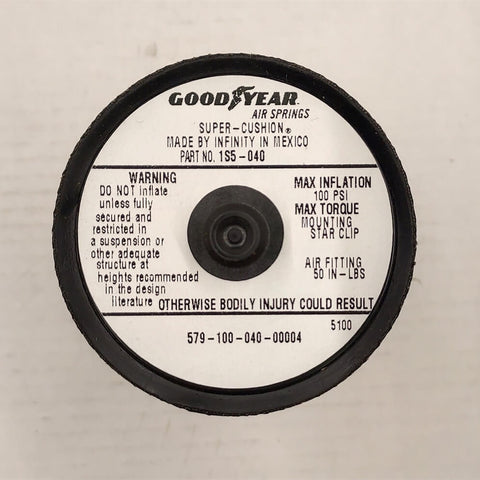 GOODYEAR
AIR SPRINGS
SUPER-CUSHION®
MADE BY INFINITY IN MEXICO
PART NO. 1S5-040
WARNING
DO NOT inflate
unless fully
secured and
restricted in
a suspension or
other adequate
structure at
heights recommended
in the design
literature OTHERWISE BODILY INJURY COULD RESULT
MAX INFLATION
100 PSI
MAX TORQUE
MOUNTING
STAR CLIP
AIR FITTING
50 IN-LBS
5100
579-100-040-00004